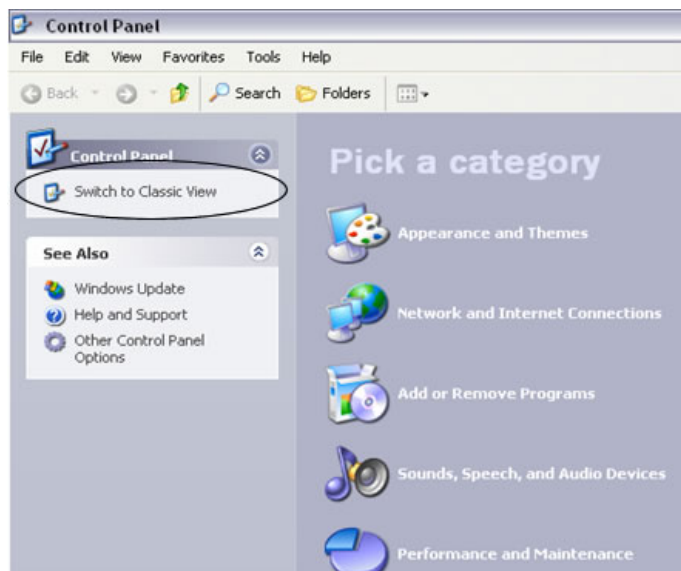 Control Panel
File Edit View Favorites Tools Help
Back Search Folders
Control Panel
Switch to Classic View
See Also
Windows Update
Help and Support
Other Control Panel
Options
Pick a category
Appearance and Themes
Network and Internet Connections
Add or Remove Programs
Sounds, Speech, and Audio Devices
Performance and Maintenance